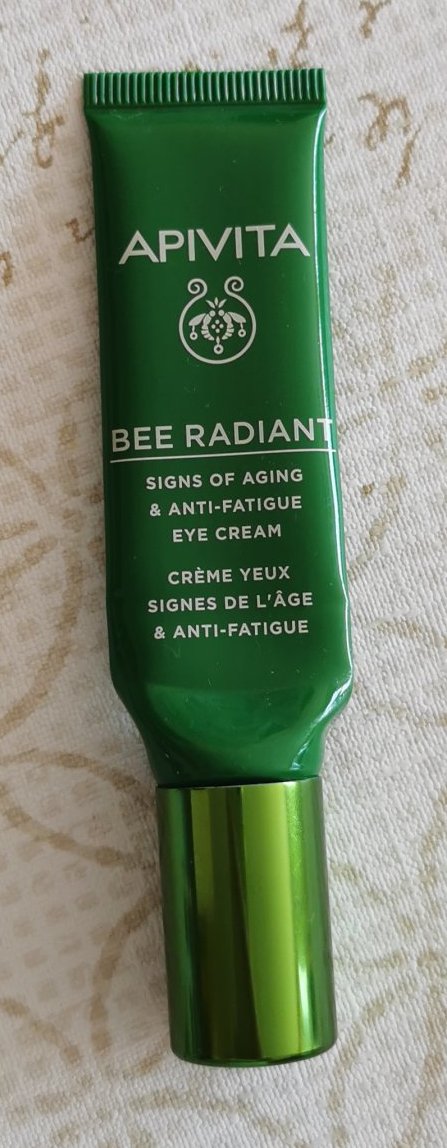 APIVITA
BEE RADIANT
SIGNS OF AGING
& ANTI-FATIGUE
EYE CREAM
CRÈME YEUX
SIGNES DE L'ÂGE
& ANTI-FATIGUE